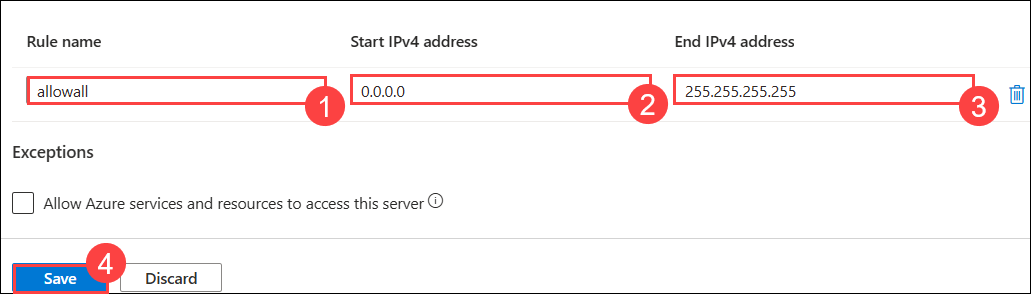 Rule name Start IPv4 address End IPv4 address
allowall 1 0.0.0.0 2 255.255.255.255 3
Exceptions
Allow Azure services and resources to access this server
4
Save Discard